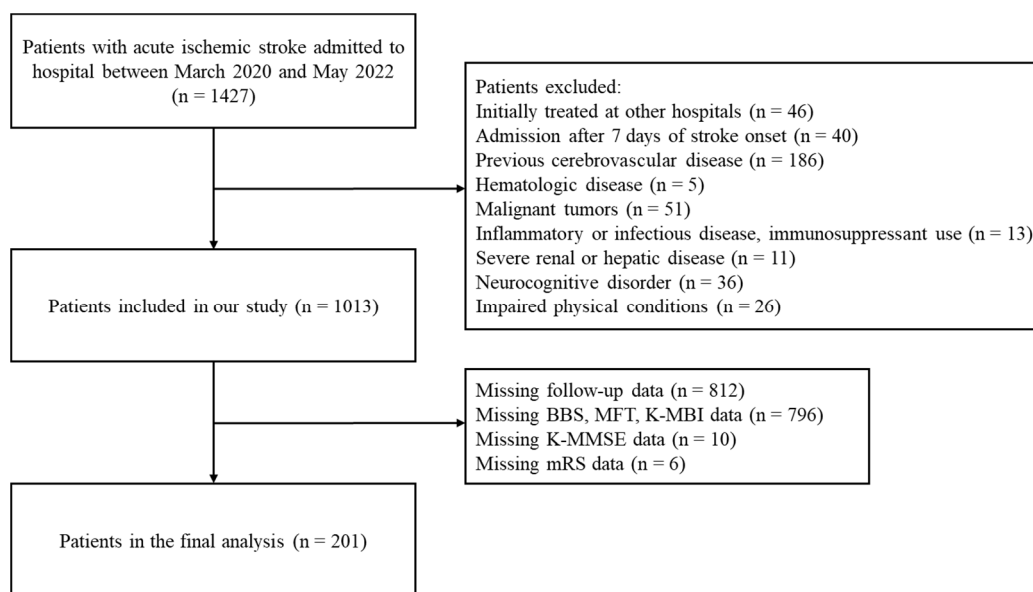 Patients with acute ischemic stroke admitted to
hospital between March 2020 and May 2022
(n = 1427)
Patients excluded:
Initially treated at other hospitals (n = 46)
Admission after 7 days of stroke onset (n = 40)
Previous cerebrovascular disease (n = 186)
Hematologic disease (n = 5)
Malignant tumors (n = 51)
Inflammatory or infectious disease, immunosuppressant use (n = 13)
Severe renal or hepatic disease (n = 11)
Neurocognitive disorder (n = 36)
Impaired physical conditions (n = 26)
Patients included in our study (n = 1013)
Missing follow-up data (n = 812)
Missing BBS, MFT, K-MBI data (n = 796)
Missing K-MMSE data (n = 10)
Missing mRS data (n = 6)
Patients in the final analysis (n = 201)